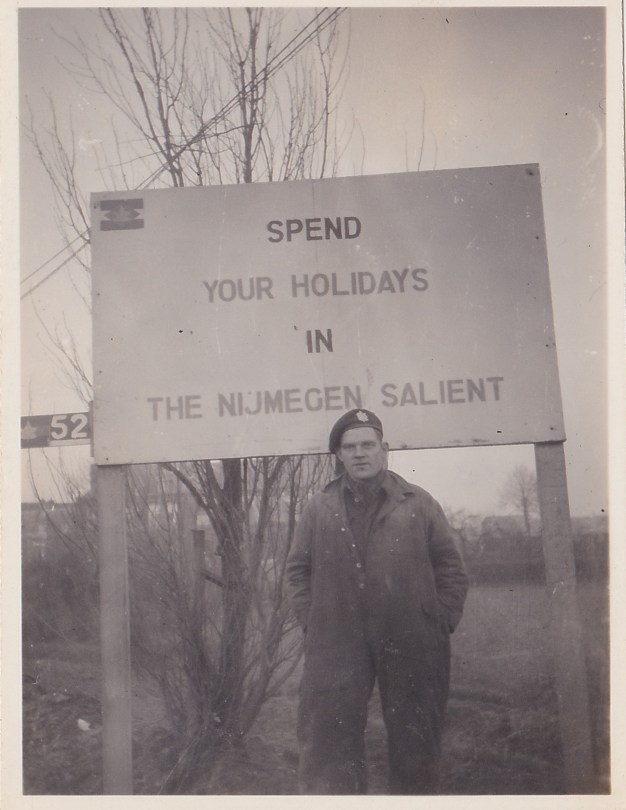 SPEND
YOUR HOLIDAYS
IN
THE NIJMEGEN SALIENT
52